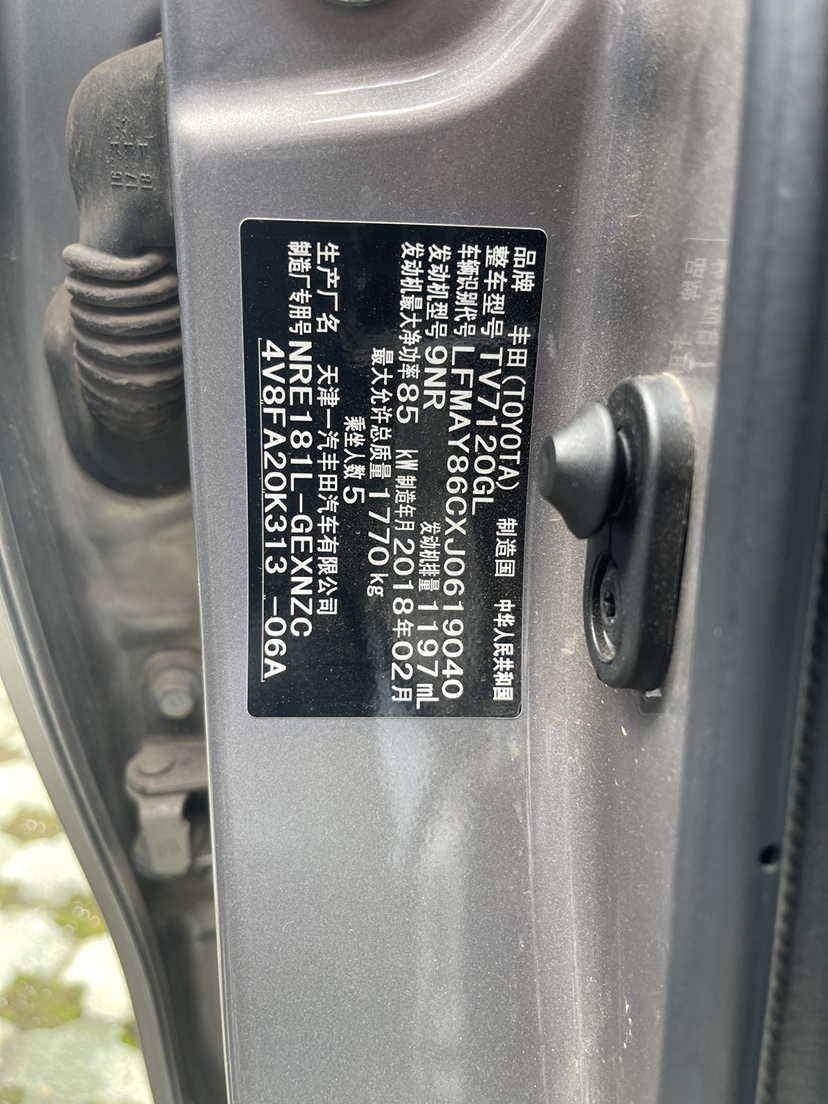 品牌 丰田(TOYOTA) 制造国 中华人民共和国
整车型号 TV7120GL
车辆识别代号 LFMAY86CXJ0619040
发动机型号 9NR 发动机排量 1197mL
发动机最大净功率 85 kW 制造年月 2018年02月
最大允许总质量 1770kg
乘坐人数 5
生产厂名 天津一汽丰田汽车有限公司
制造厂专用号 NRE181L-GEXNZC
4V8FA20K313 -06A
16
17
18